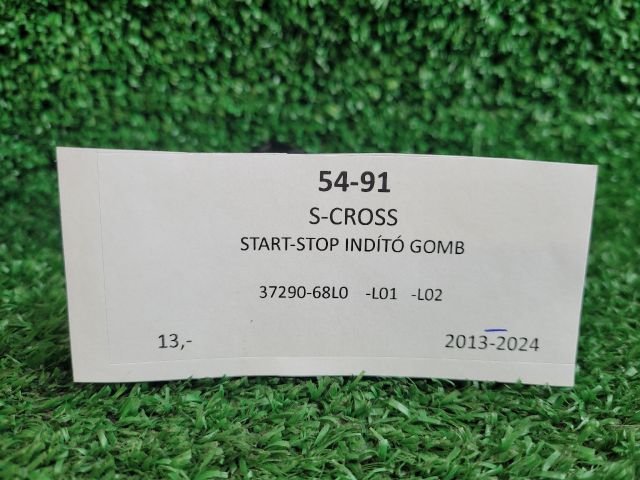 54-91
S-CROSS
START-STOP INDÍTÓ GOMB
37290-68L0 -L01 -L02
13,- 2013-2024